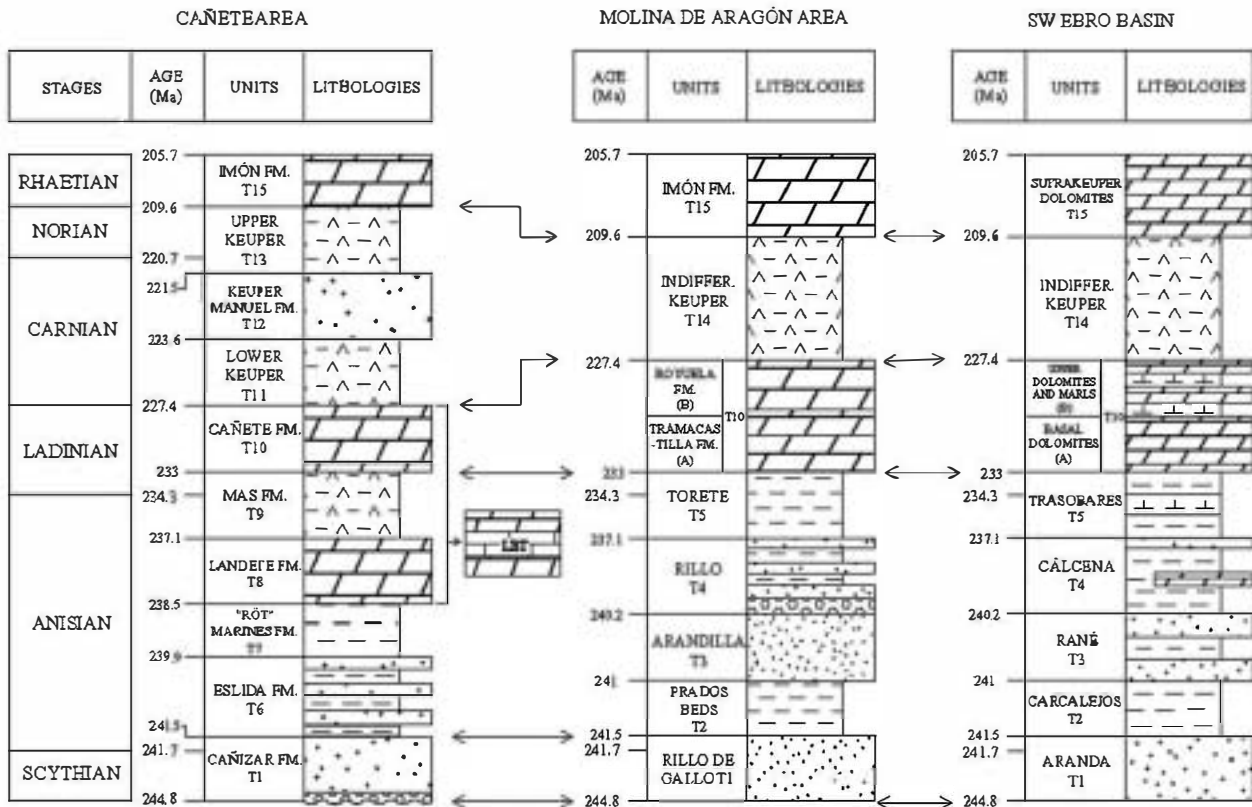 CAÑETEAREA
STAGES
AGE
(Ma)
UNITS
LITBOLOGIES
RHAETIAN
NORIAN
CARNIAN
LADINIAN
ANISIAN
SCYTHIAN
205.7
209.6
220.7
221.5
223.6
227.4
233
234.3
237.1
238.5
239.9
241.5
241.7
244.8
IMÓN FM.
T15
UPPER
KEUPER
T13
KEUPER
MANUEL FM.
T12
LOWER
KEUPER
T11
CAÑETE FM.
T10
MAS FM.
T9
LANDETE FM.
T8
"RÖT"
MARINES FM.
T7
ESLIDA FM.
T6
CAÑIZAR FM.
T1
MOLINA DE ARAGÓN AREA
AGE
(Ma)
UNITS
LITBOLOGIES
205.7
209.6
227.4
233
234.3
237.1
240.2
241
241.5
241.7
244.8
IMÓN FM.
T15
INDIFFER.
KEUPER
T14
ROYUELA
FM.
(B)
T10
TRAMACAS
-TILLA FM.
(A)
TORETE
T5
RILLO
T4
ARANDILLA
T3
PRADOS
BEDS
T2
RILLO DE
GALLOT1
SW EBRO BASIN
AGE
(Ma)
UNITS
LITBOLOGIES
205.7
209.6
227.4
233
234.3
237.1
240.2
241
241.5
241.7
244.8
SUPRAKEUPER
DOLOMITES
T15
INDIFFER.
KEUPER
T14
DOLOMITES
AND MARLS
T10
BASAL
DOLOMITES
(A)
TRASOBARES
T5
CÁLCENA
T4
RANÉ
T3
CARCALEJOS
T2
ARANDA
T1